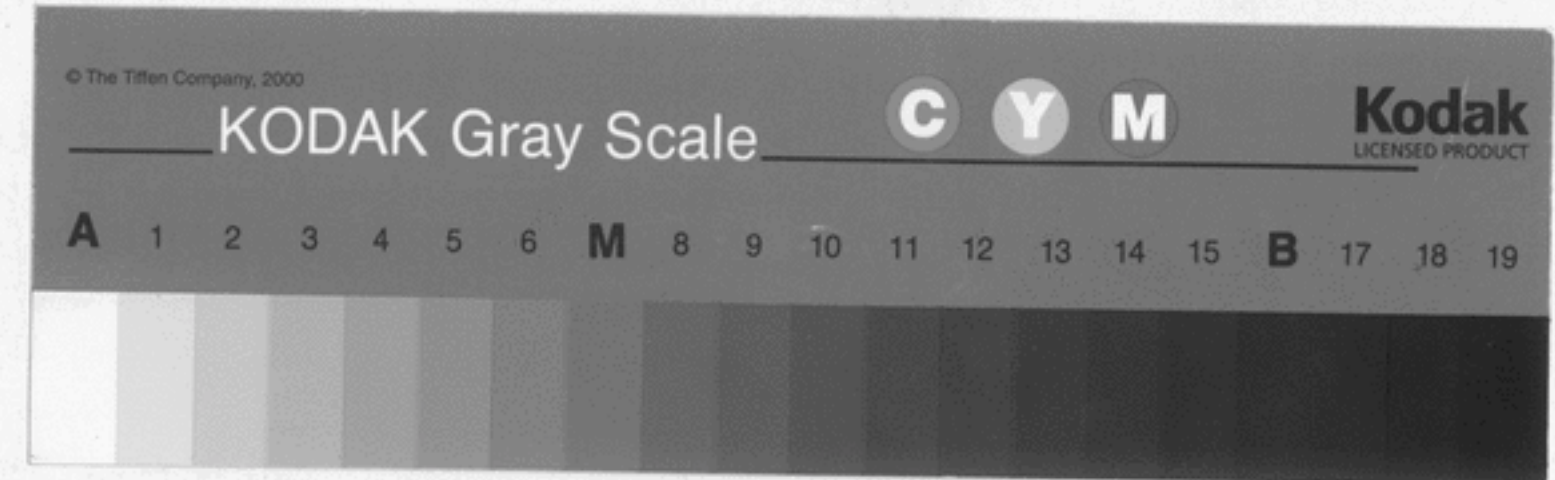 © The Tiffen Company, 2000
KODAK Gray Scale
C Y M
Kodak
LICENSED PRODUCT
A 1 2 3 4 5 6 M 8 9 10 11 12 13 14 15 B 17 18 19